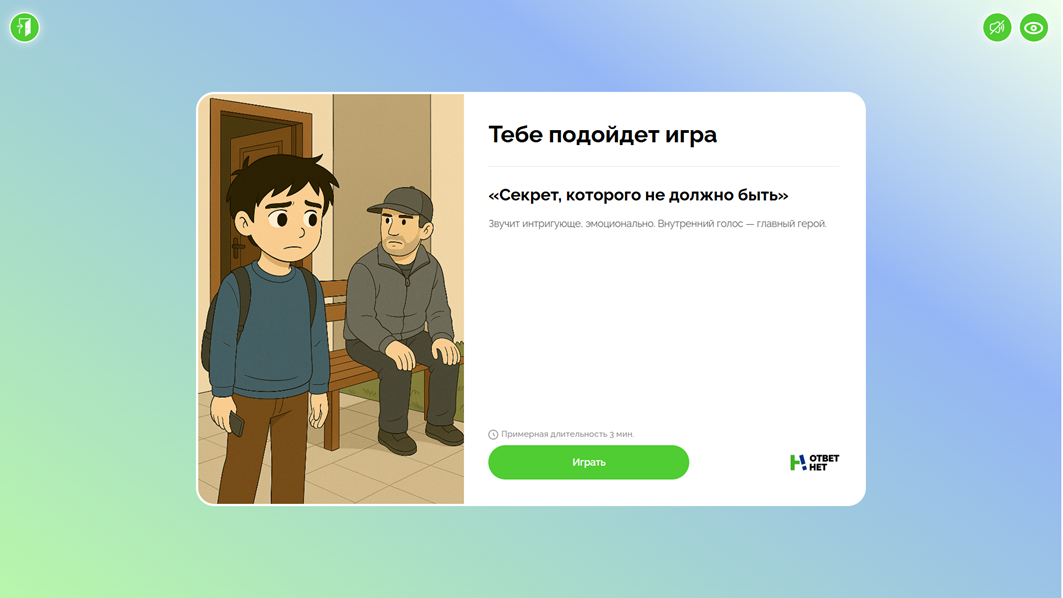 Тебе подойдет игра
«Секрет, которого не должно быть»
Звучит интригующе, эмоционально. Внутренний голос — главный герой.
Примерная длительность 3 мин.
Играть
ОТВЕТ
НЕТ